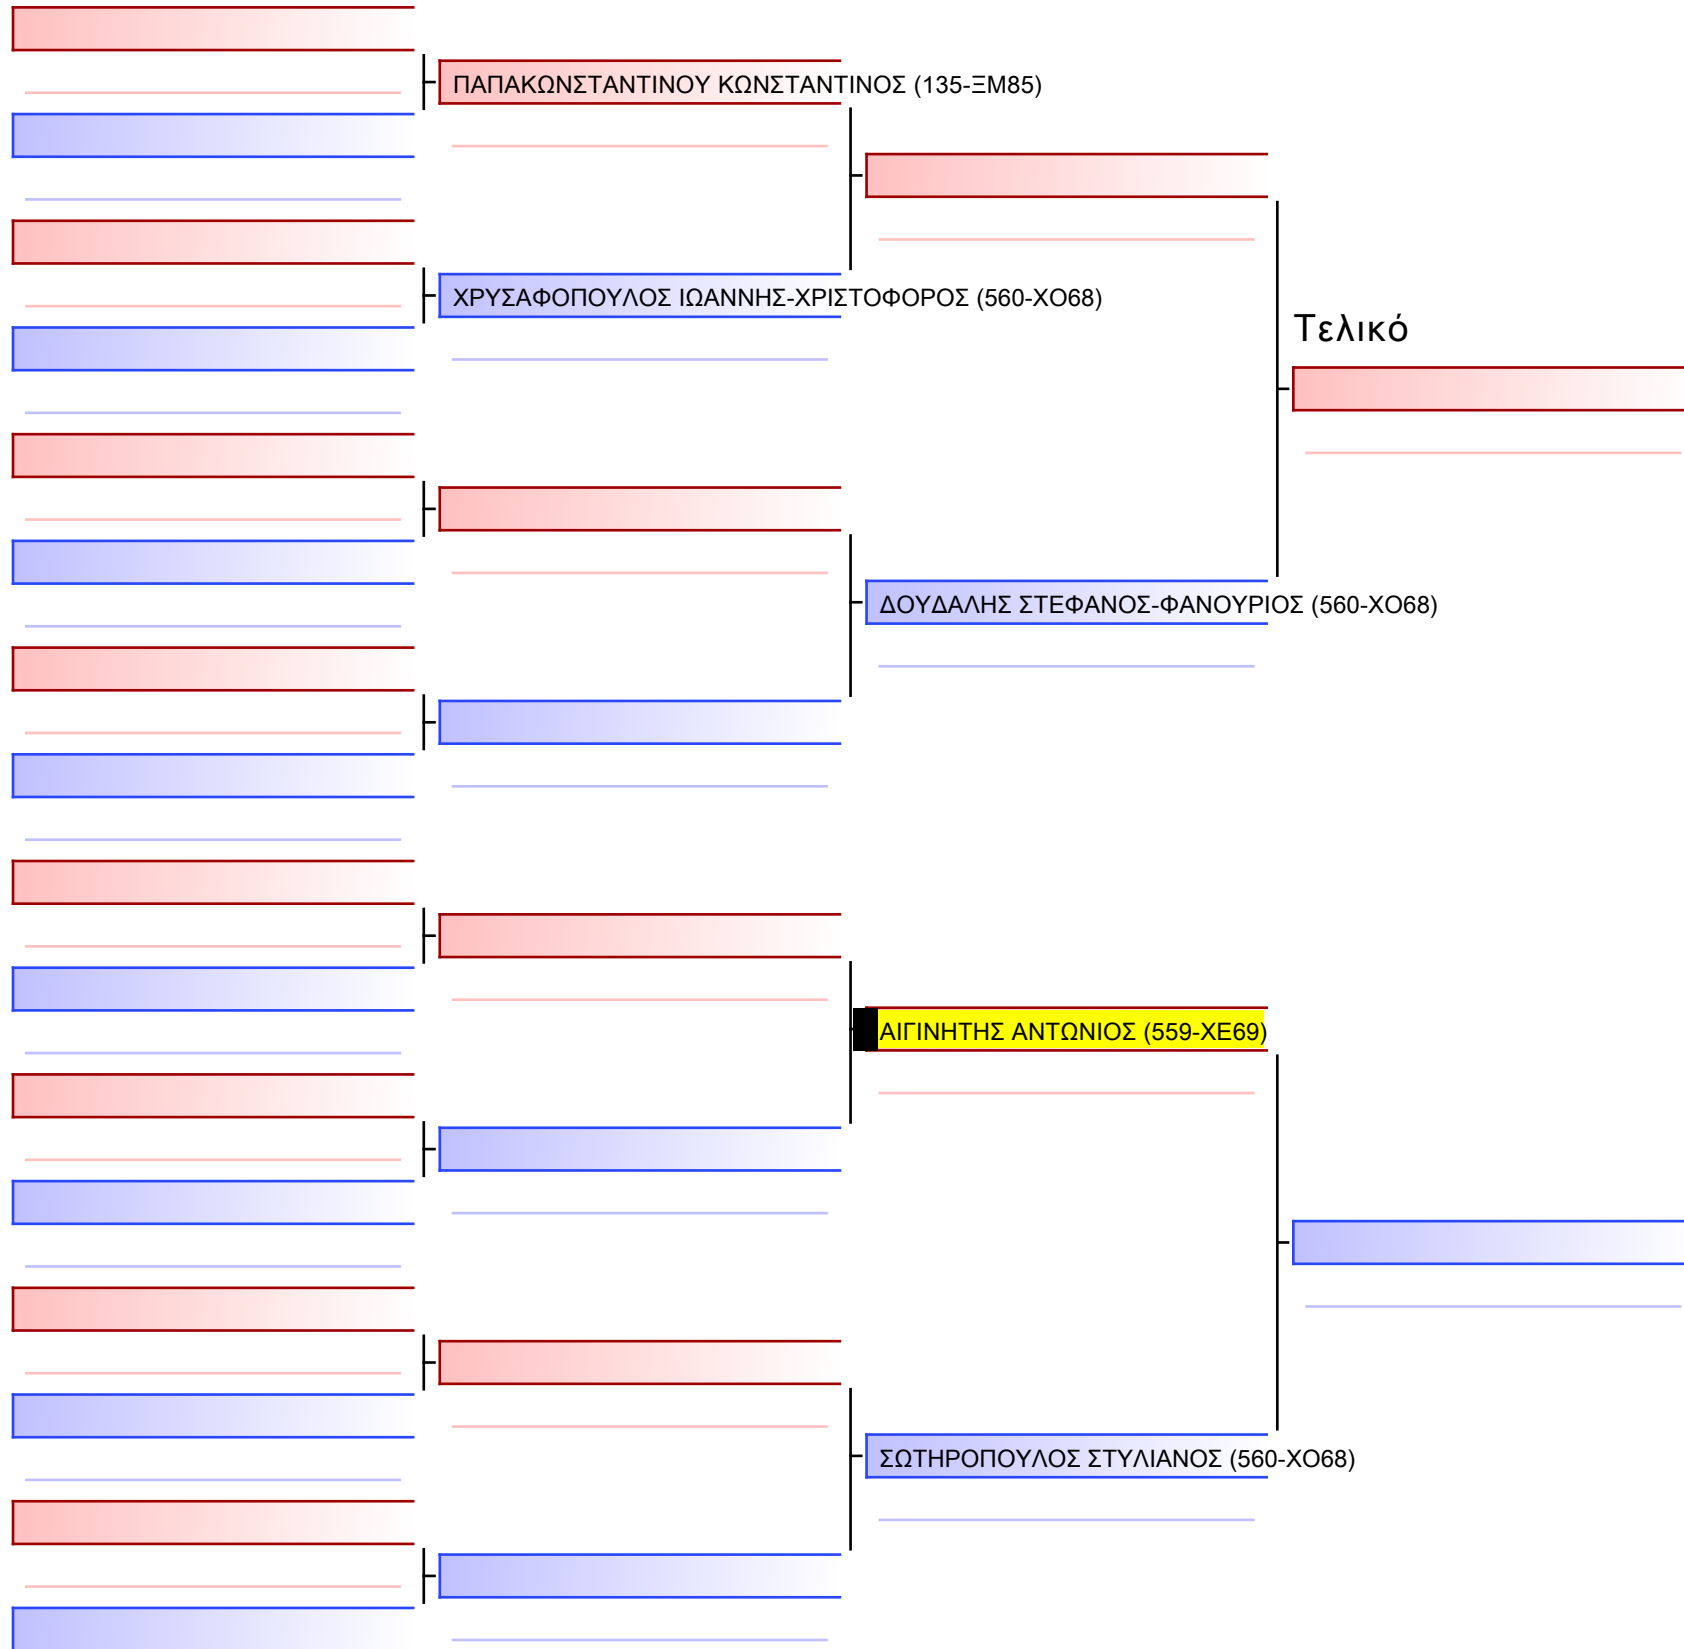 ΠΑΠΑΚΩΝΣΤΑΝΤΙΝΟΥ ΚΩΝΣΤΑΝΤΙΝΟΣ (135-ΞΜ85)
ΧΡΥΣΑΦΟΠΟΥΛΟΣ ΙΩΑΝΝΗΣ-ΧΡΙΣΤΟΦΟΡΟΣ (560-ΧΟ68)
Τελικό
ΔΟΥΔΑΛΗΣ ΣΤΕΦΑΝΟΣ-ΦΑΝΟΥΡΙΟΣ (560-ΧΟ68)
ΑΙΓΙΝΗΤΗΣ ΑΝΤΩΝΙΟΣ (559-ΧΕ69)
ΣΩΤΗΡΟΠΟΥΛΟΣ ΣΤΥΛΙΑΝΟΣ (560-ΧΟ68)